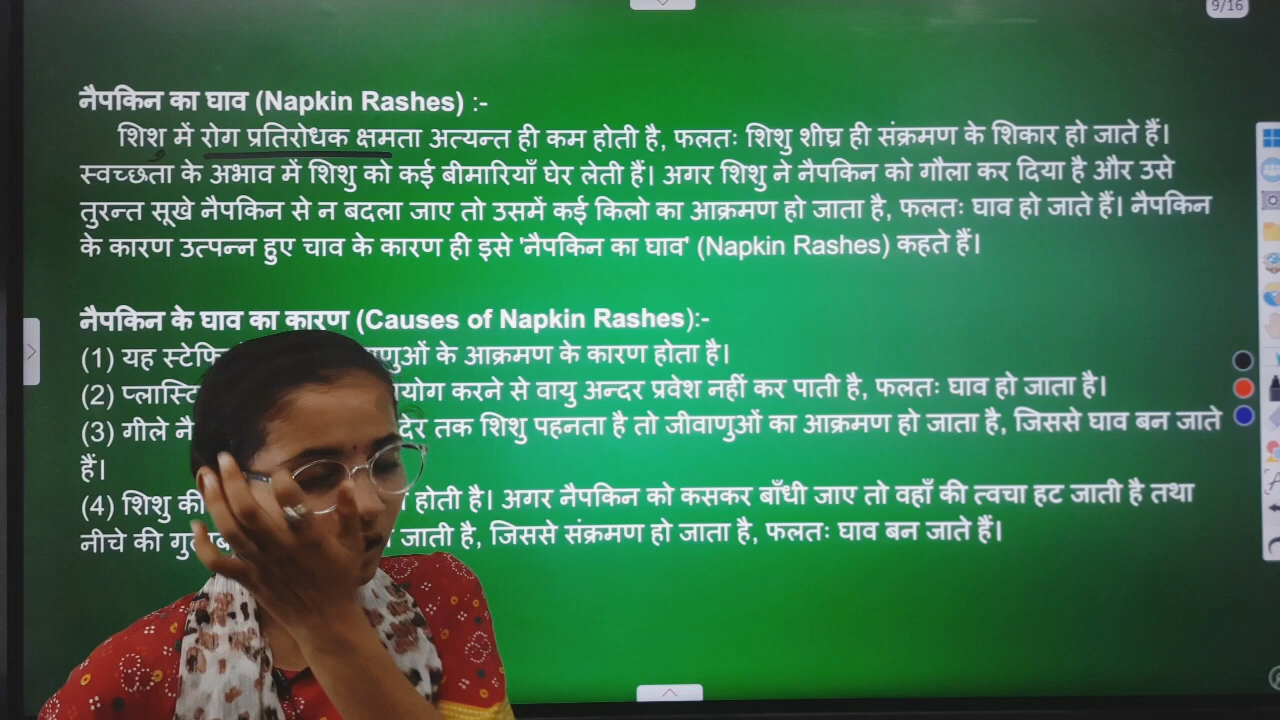 9/16
नैपकिन का घाव (Napkin Rashes) :-
शिशु में रोग प्रतिरोधक क्षमता अत्यन्त ही कम होती है, फलतः शिशु शीघ्र ही संक्रमण के शिकार हो जाते हैं।
स्वच्छता के अभाव में शिशु को कई बीमारियाँ घेर लेती हैं। अगर शिशु ने नैपकिन को गौला कर दिया है और उसे
तुरन्त सूखे नैपकिन से न बदला जाए तो उसमें कई किलो का आक्रमण हो जाता है, फलतः घाव हो जाते हैं। नैपकिन
के कारण उत्पन्न हुए चाव के कारण ही इसे 'नैपकिन का घाव' (Napkin Rashes) कहते हैं।
नैपकिन के घाव का कारण (Causes of Napkin Rashes):-
(1) यह के आक्रमण के कारण होता है।
(2) करने से वायु अन्दर प्रवेश नहीं कर पाती है, फलतः घाव हो जाता है।
(3) गीले तक शिशु पहनता है तो जीवाणुओं का आक्रमण हो जाता है, जिससे घाव बन जाते
हैं।
(4) शिशु की होती है। अगर नैपकिन को कसकर बाँधी जाए तो वहाँ की त्वचा हट जाती है तथा
नीचे की जाती है, जिससे संक्रमण हो जाता है, फलतः घाव बन जाते हैं।